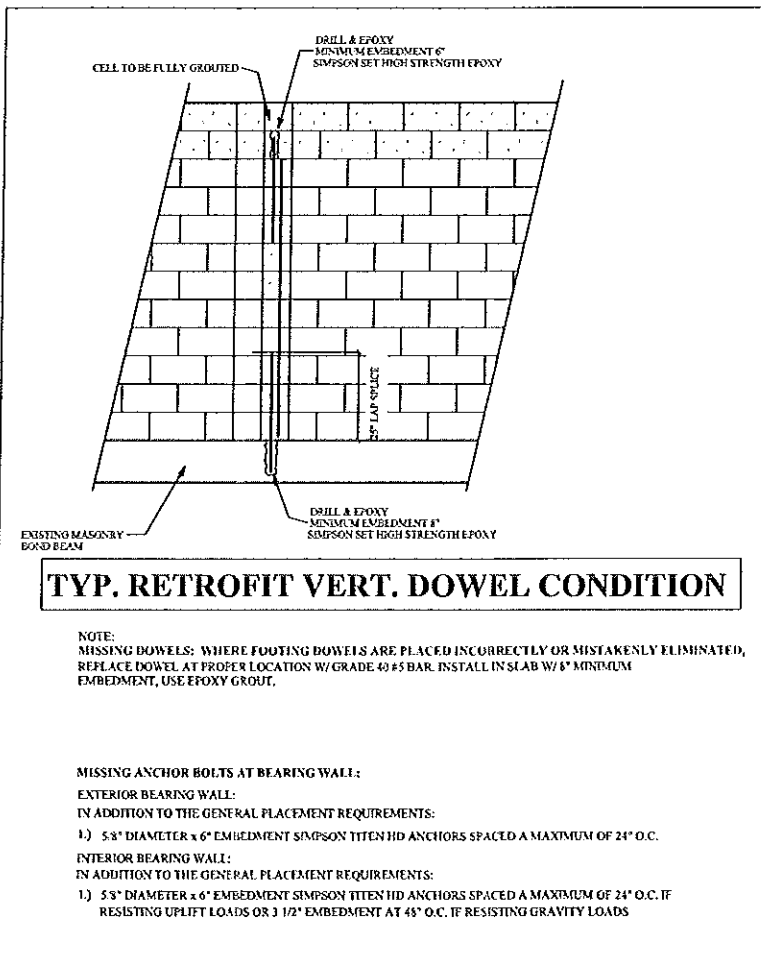 DRILL & EPOXY
MINIMUM EMBEDMENT 6"
SIMPSON SET HIGH STRENGTH EPOXY
CELL TO BE FULLY GROUTED
25" LAP SPLICE
DRILL & EPOXY
MINIMUM EMBEDMENT 8"
SIMPSON SET HIGH STRENGTH EPOXY
EXISTING MASONRY
BOND BEAM
TYP. RETROFIT VERT. DOWEL CONDITION
NOTE:
MISSING DOWELS: WHERE FOOTING DOWELS ARE PLACED INCORRECTLY OR MISTAKENLY ELIMINATED,
REPLACE DOWEL AT PROPER LOCATION W/ GRADE 40 #5 BAR. INSTALL IN SLAB W/ 8" MINIMUM
EMBEDMENT, USE EPOXY GROUT.
MISSING ANCHOR BOLTS AT BEARING WALL:
EXTERIOR BEARING WALL:
IN ADDITION TO THE GENERAL PLACEMENT REQUIREMENTS:
1.) 5/8" DIAMETER x 6" EMBEDMENT SIMPSON TITEN HD ANCHORS SPACED A MAXIMUM OF 24" O.C.
INTERIOR BEARING WALL:
IN ADDITION TO THE GENERAL PLACEMENT REQUIREMENTS:
1.) 5/8" DIAMETER x 6" EMBEDMENT SIMPSON TITEN HD ANCHORS SPACED A MAXIMUM OF 24" O.C. IF
RESISTING UPLIFT LOADS OR 3 1/2" EMBEDMENT AT 48" O.C. IF RESISTING GRAVITY LOADS